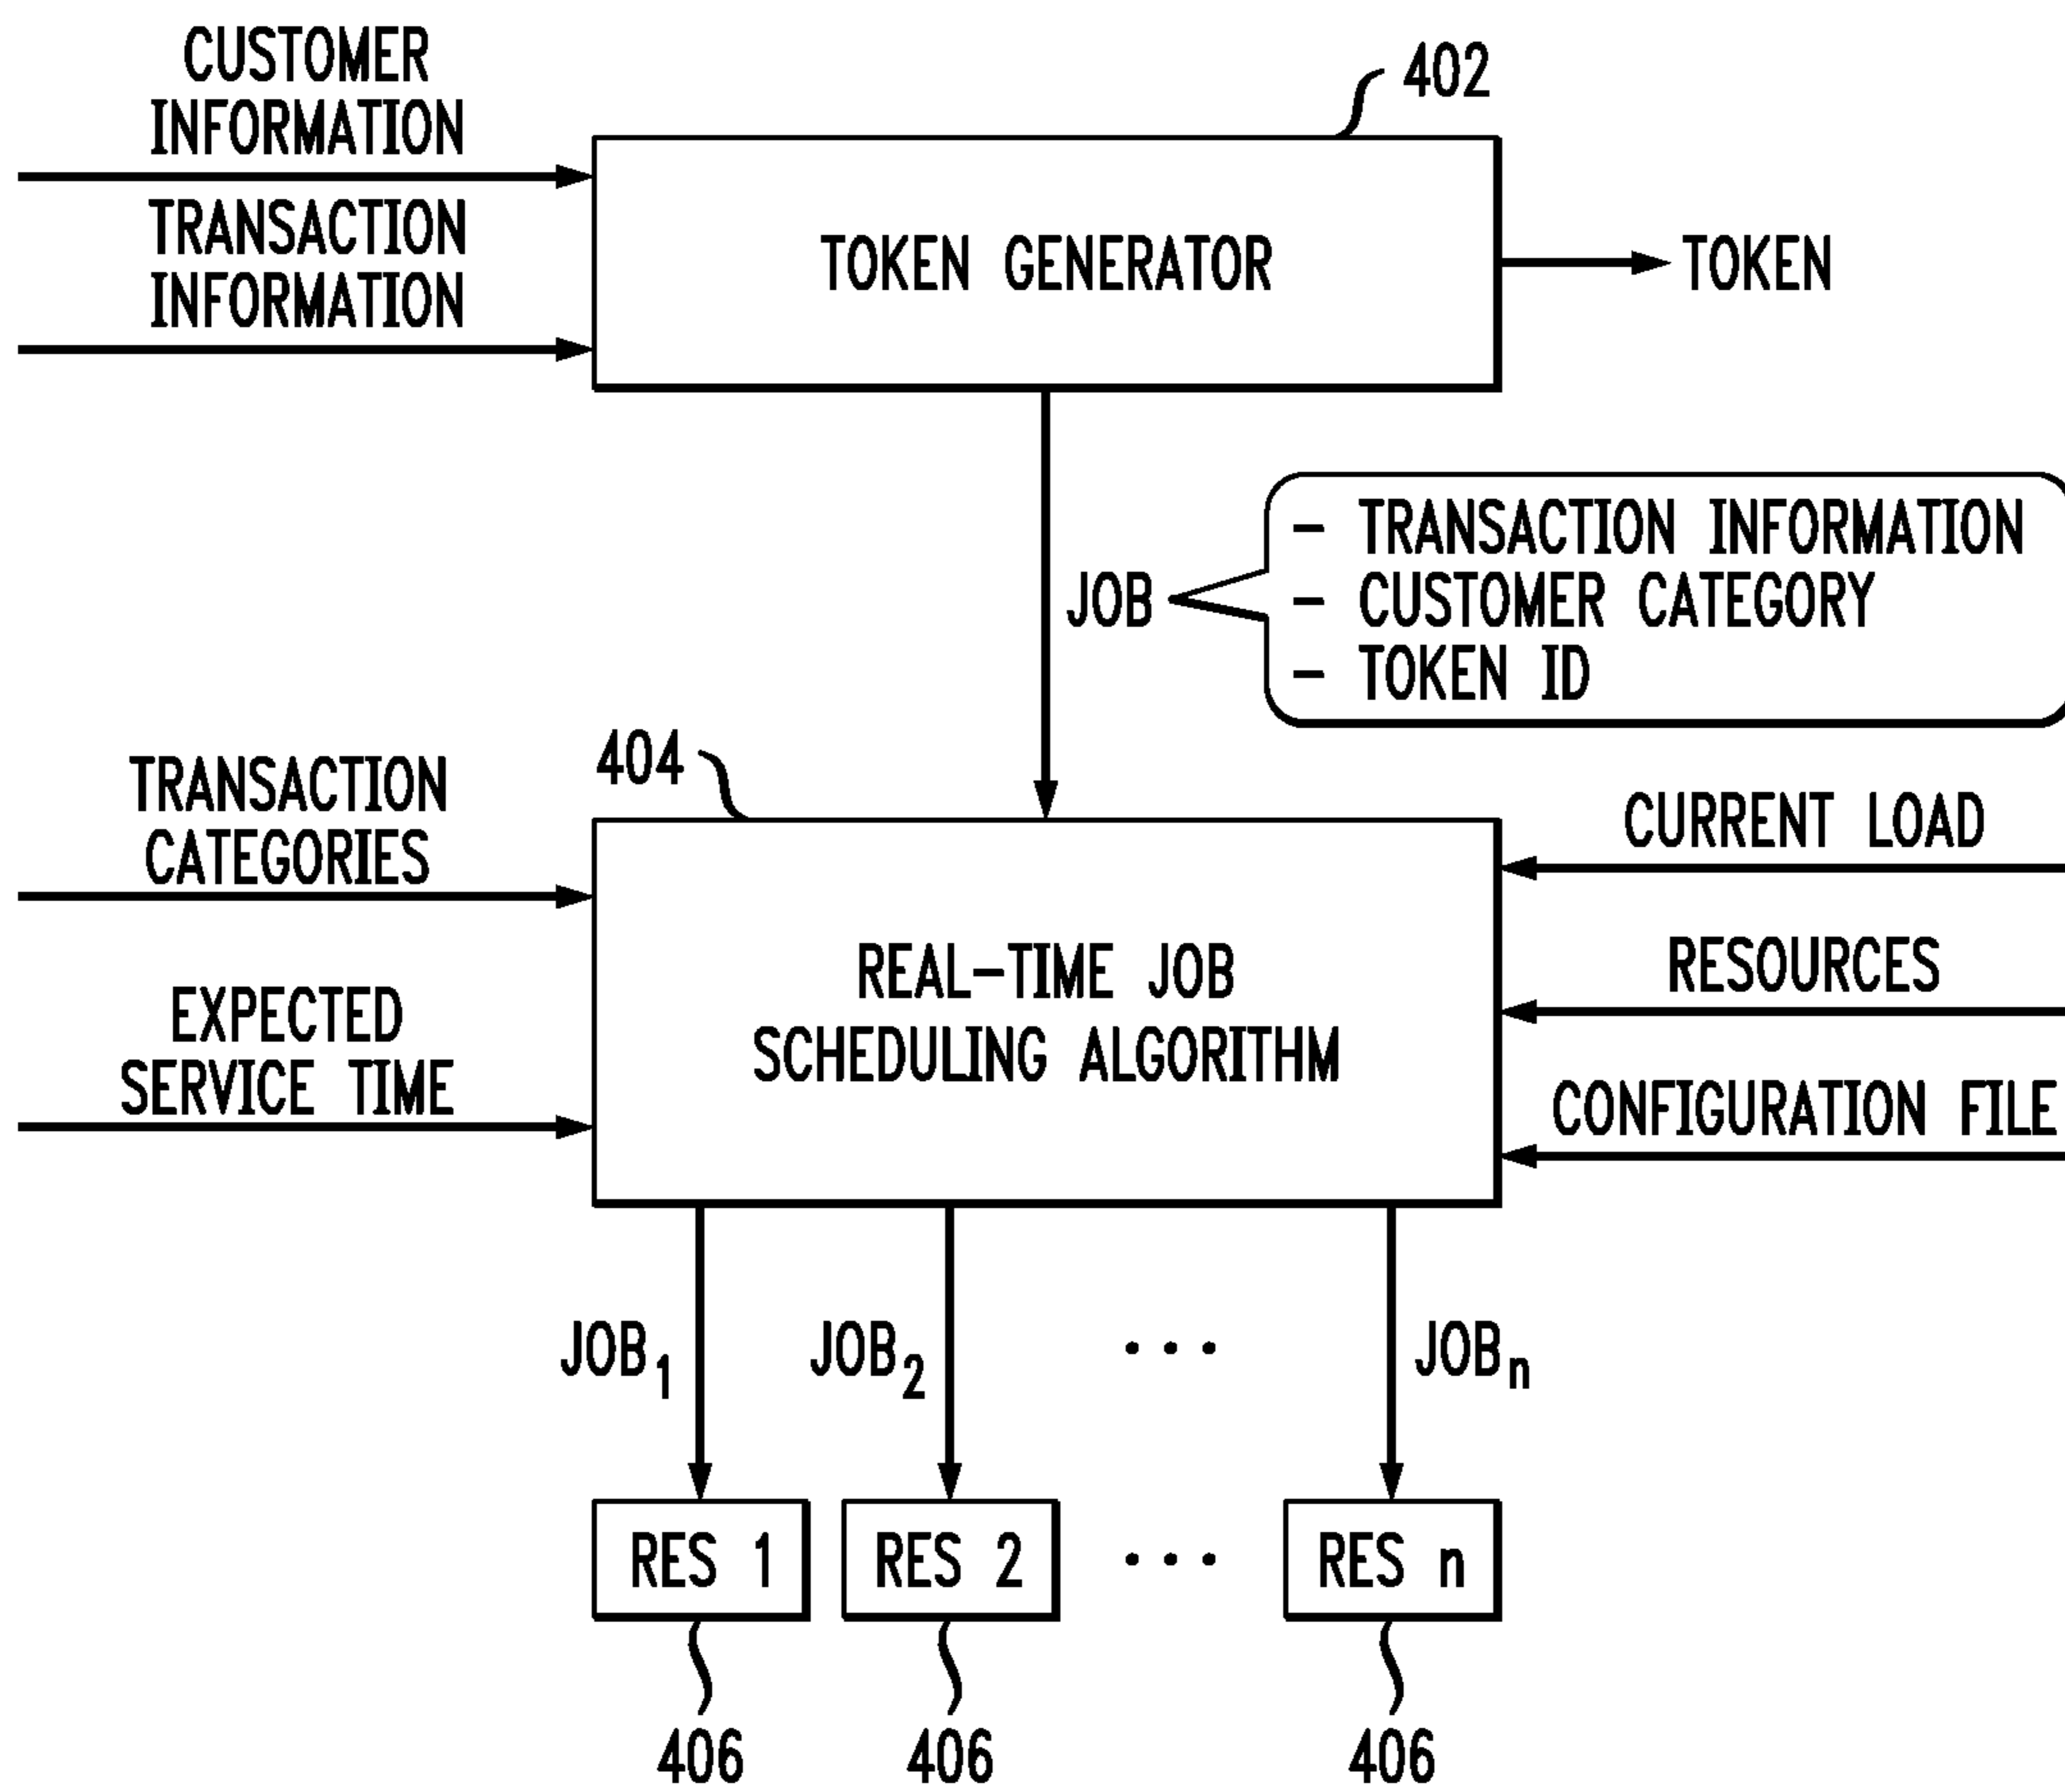 CUSTOMER
INFORMATION
402
TRANSACTION
INFORMATION
TOKEN GENERATOR
TOKEN
JOB
- TRANSACTION INFORMATION
- CUSTOMER CATEGORY
- TOKEN ID
404
TRANSACTION
CATEGORIES
CURRENT LOAD
EXPECTED
SERVICE TIME
REAL-TIME JOB
SCHEDULING ALGORITHM
RESOURCES
CONFIGURATION FILE
JOB1
JOB2
...
JOBn
RES 1
RES 2
...
RES n
406
406
406